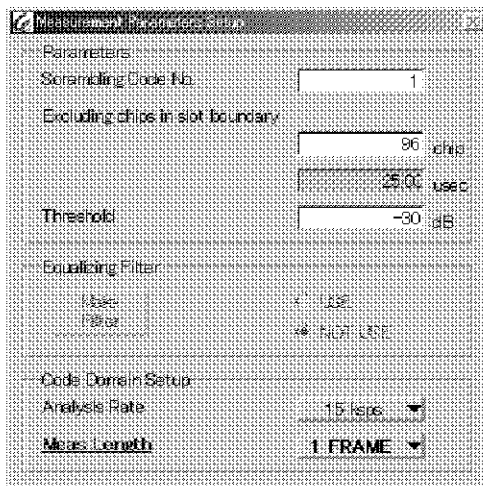 Measurement Parameters Setup
Parameters
Scrambling Code No. 1
Excluding chips in slot boundary
96 chip
25.00 usec
Threshold -30 dB
Equalizing Filter
Filter
USE
NOT USE
Code Domain Setup
Analysis Rate 15 ksps
Meas Length 1 FRAME